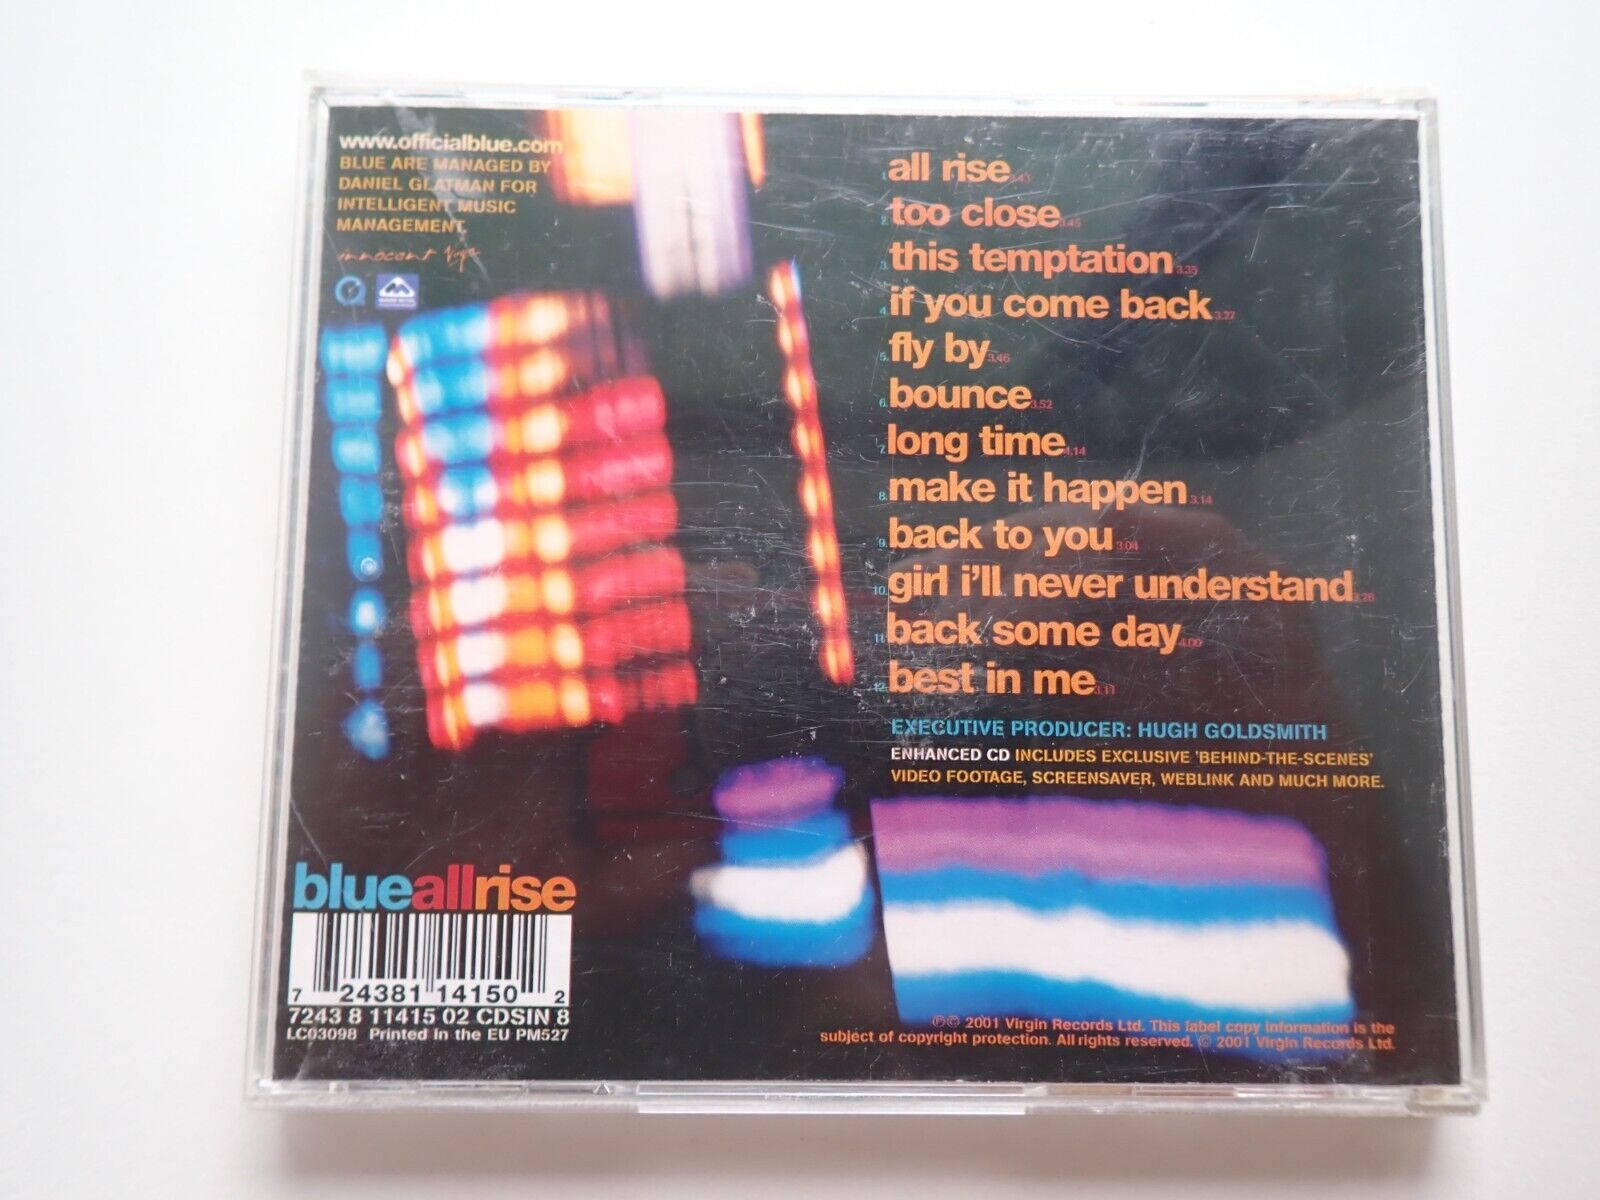 www.officialblue.com
BLUE ARE MANAGED BY
DANIEL GLATMAN FOR
INTELLIGENT MUSIC
MANAGEMENT.
innocent Virgin
1. all rise 3.43
2. too close 3.45
3. this temptation 3.35
4. if you come back 3.27
5. fly by 3.46
6. bounce 3.52
7. long time 4.14
8. make it happen 3.14
9. back to you 3.04
10. girl i'll never understand 3.26
11. back some day 4.00
12. best in me 3.11
EXECUTIVE PRODUCER: HUGH GOLDSMITH
ENHANCED CD INCLUDES EXCLUSIVE 'BEHIND-THE-SCENES'
VIDEO FOOTAGE, SCREENSAVER, WEBLINK AND MUCH MORE.
blueallrise
7 24381 14150 2
7243 8 11415 02 CDSIN 8
LC03098 Printed in the EU PM527
℗© 2001 Virgin Records Ltd. This label copy information is the
subject of copyright protection. All rights reserved. © 2001 Virgin Records Ltd.